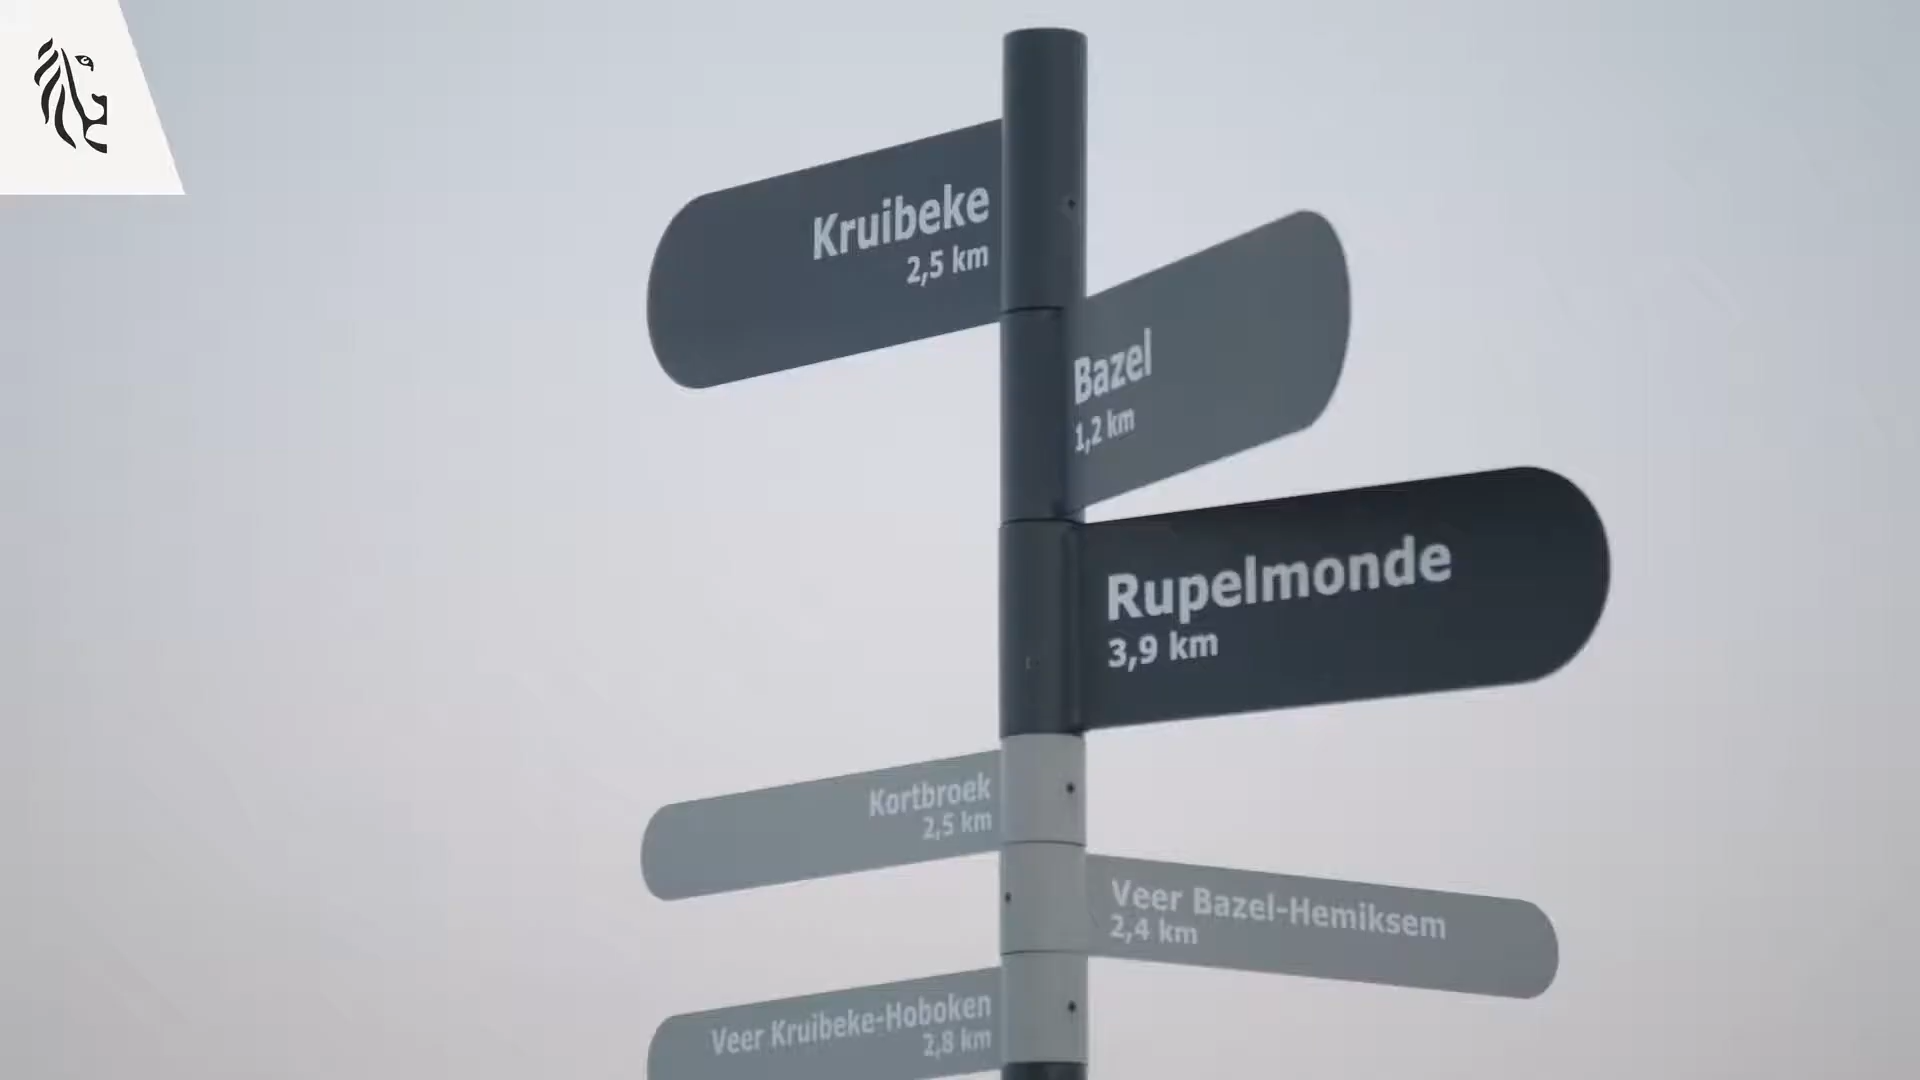 Kruibeke
2,5 km
Bazel
1,2 km
Rupelmonde
3,9 km
Kortbroek
2,5 km
Veer Bazel-Hemiksem
2,4 km
Veer Kruibeke-Hoboken
2,8 km